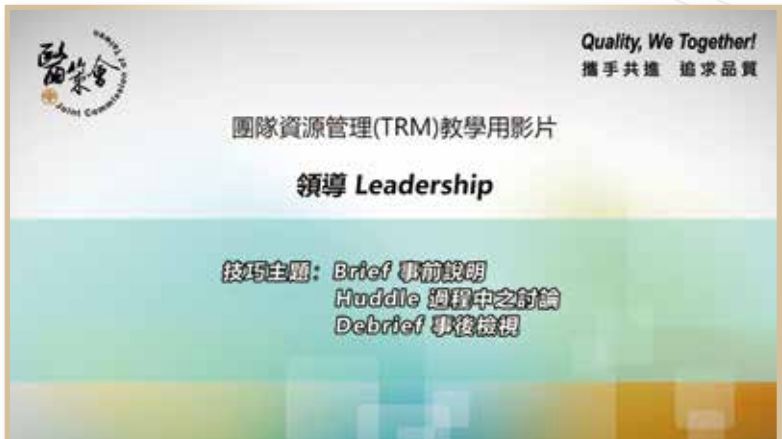 醫策會
Joint Commission of Taiwan
Quality, We Together!
攜手共進 追求品質
團隊資源管理(TRM)教學用影片
領導 Leadership
技巧主題：Brief 事前說明
Huddle 過程中之討論
Debrief 事後檢視